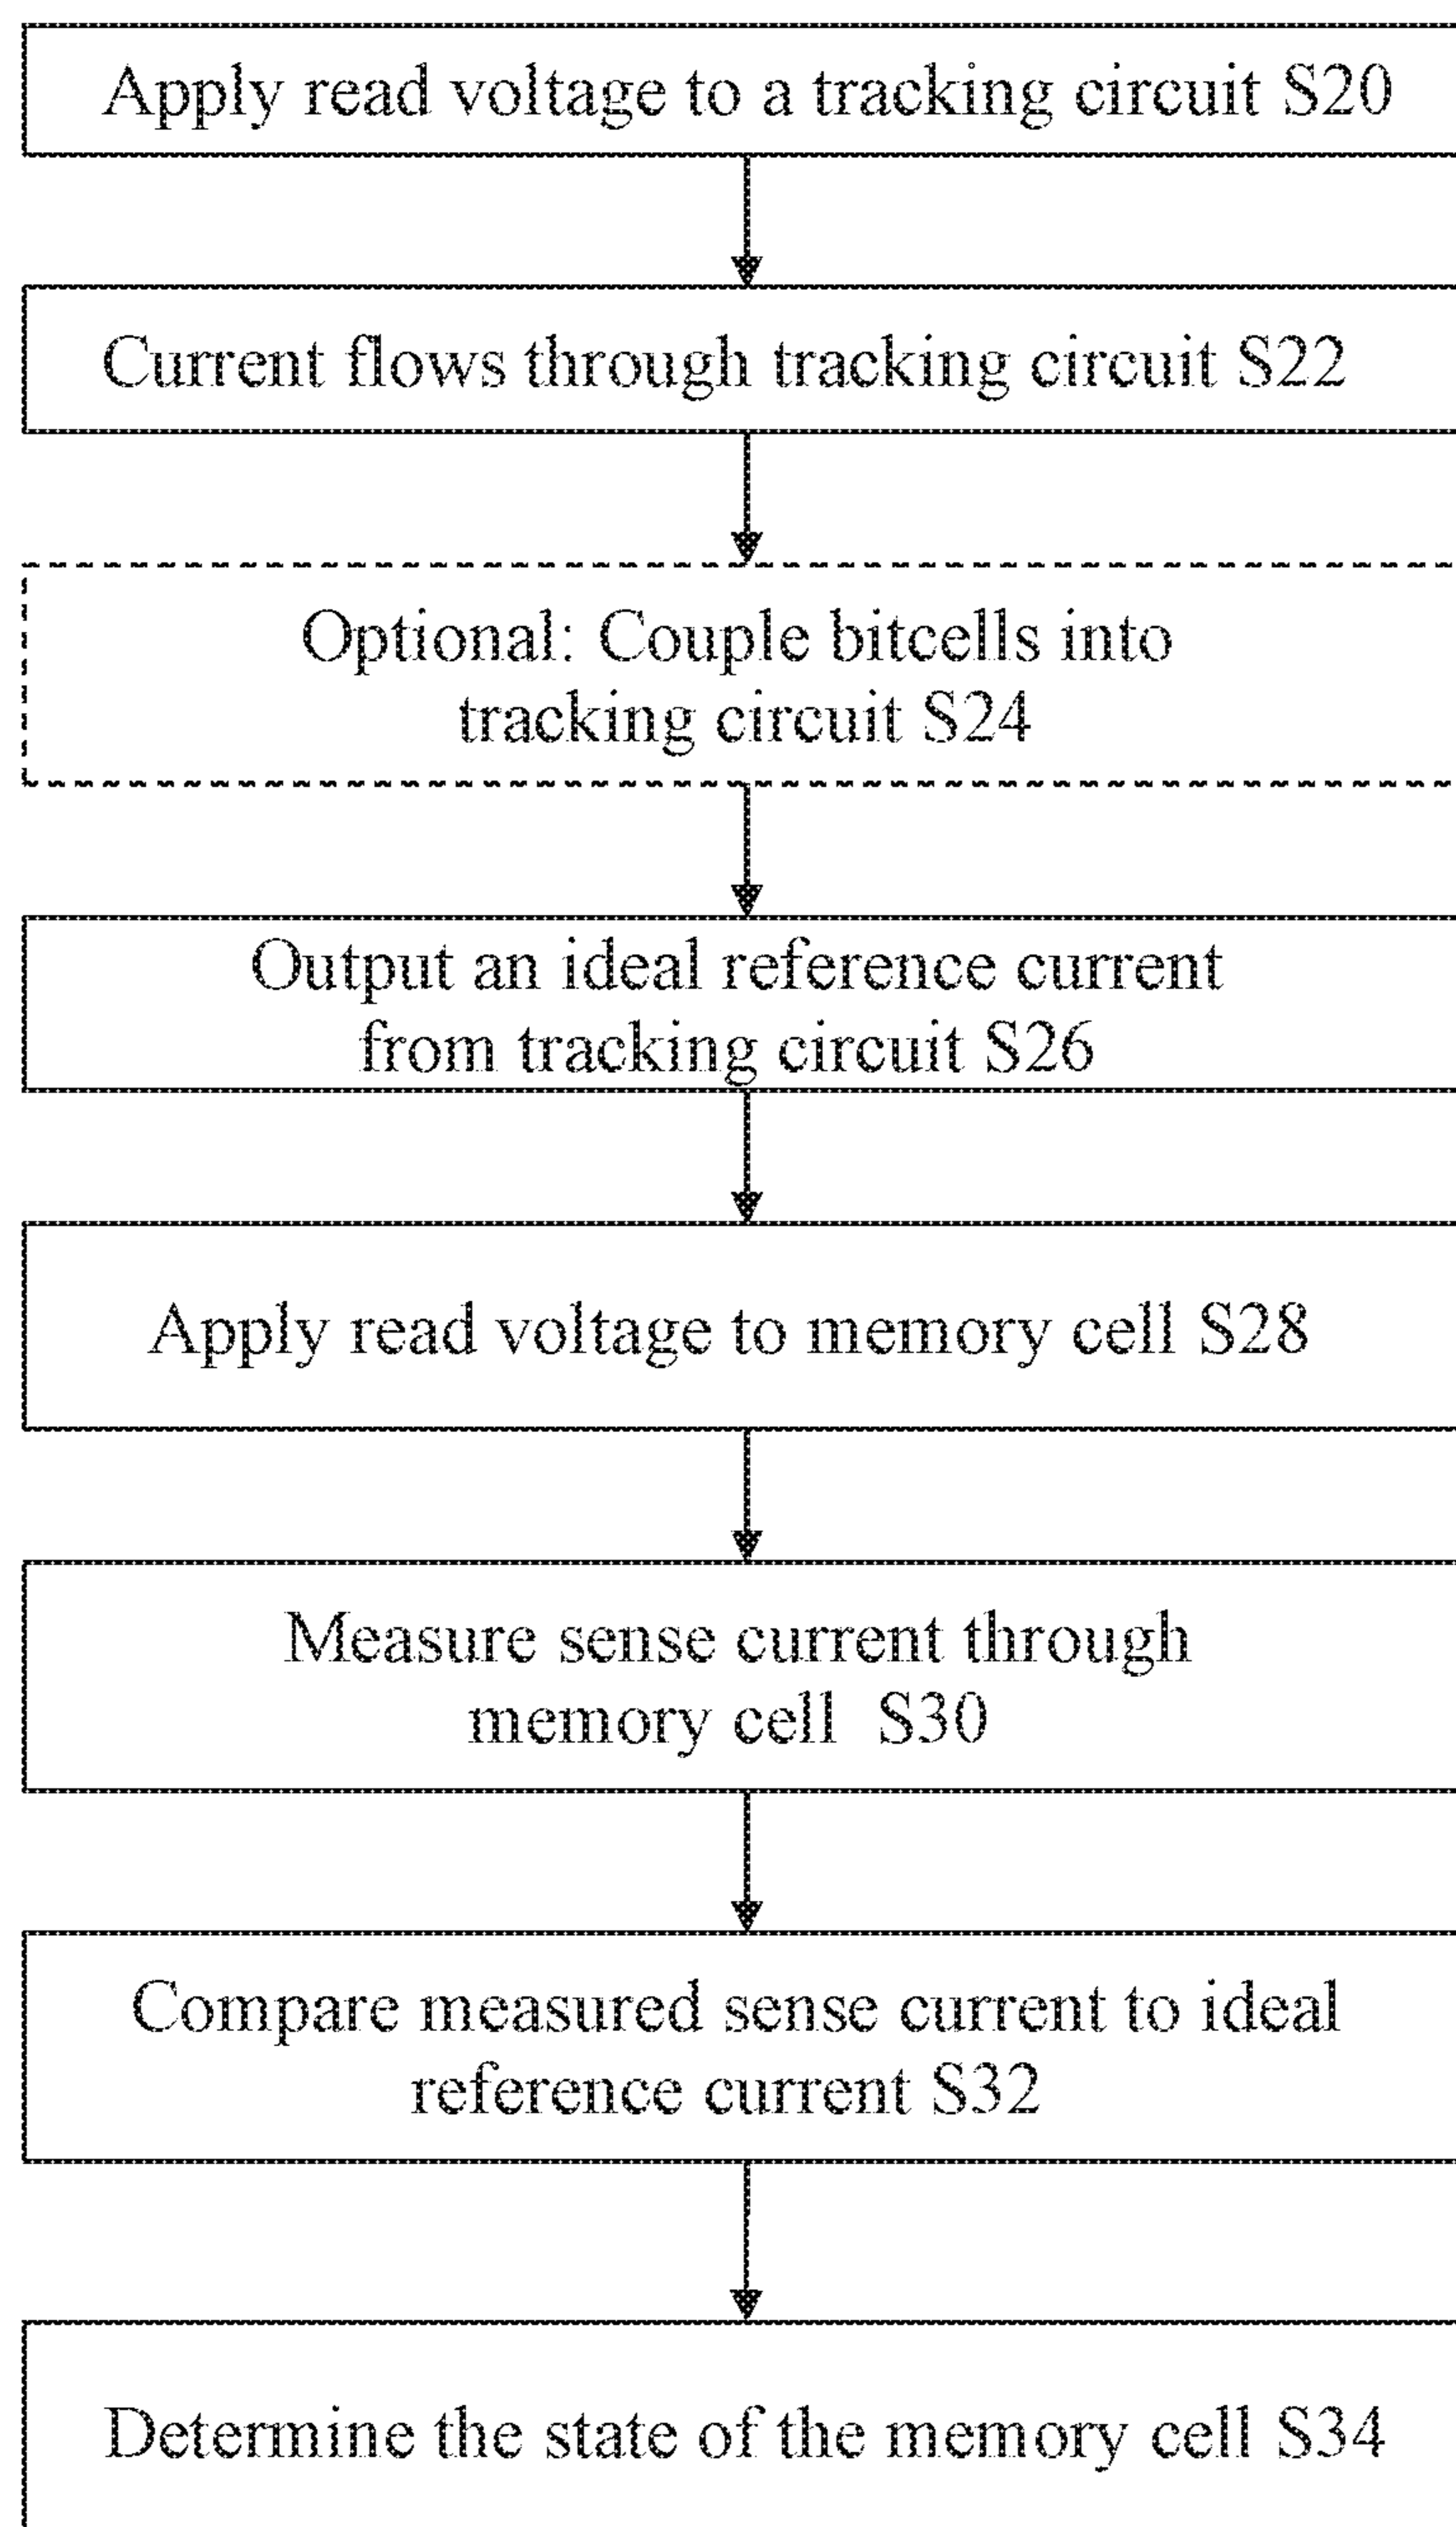 Apply read voltage to a tracking circuit S20
Current flows through tracking circuit S22
Optional: Couple bitcells into
tracking circuit S24
Output an ideal reference current
from tracking circuit S26
Apply read voltage to memory cell S28
Measure sense current through
memory cell S30
Compare measured sense current to ideal
reference current S32
Determine the state of the memory cell S34